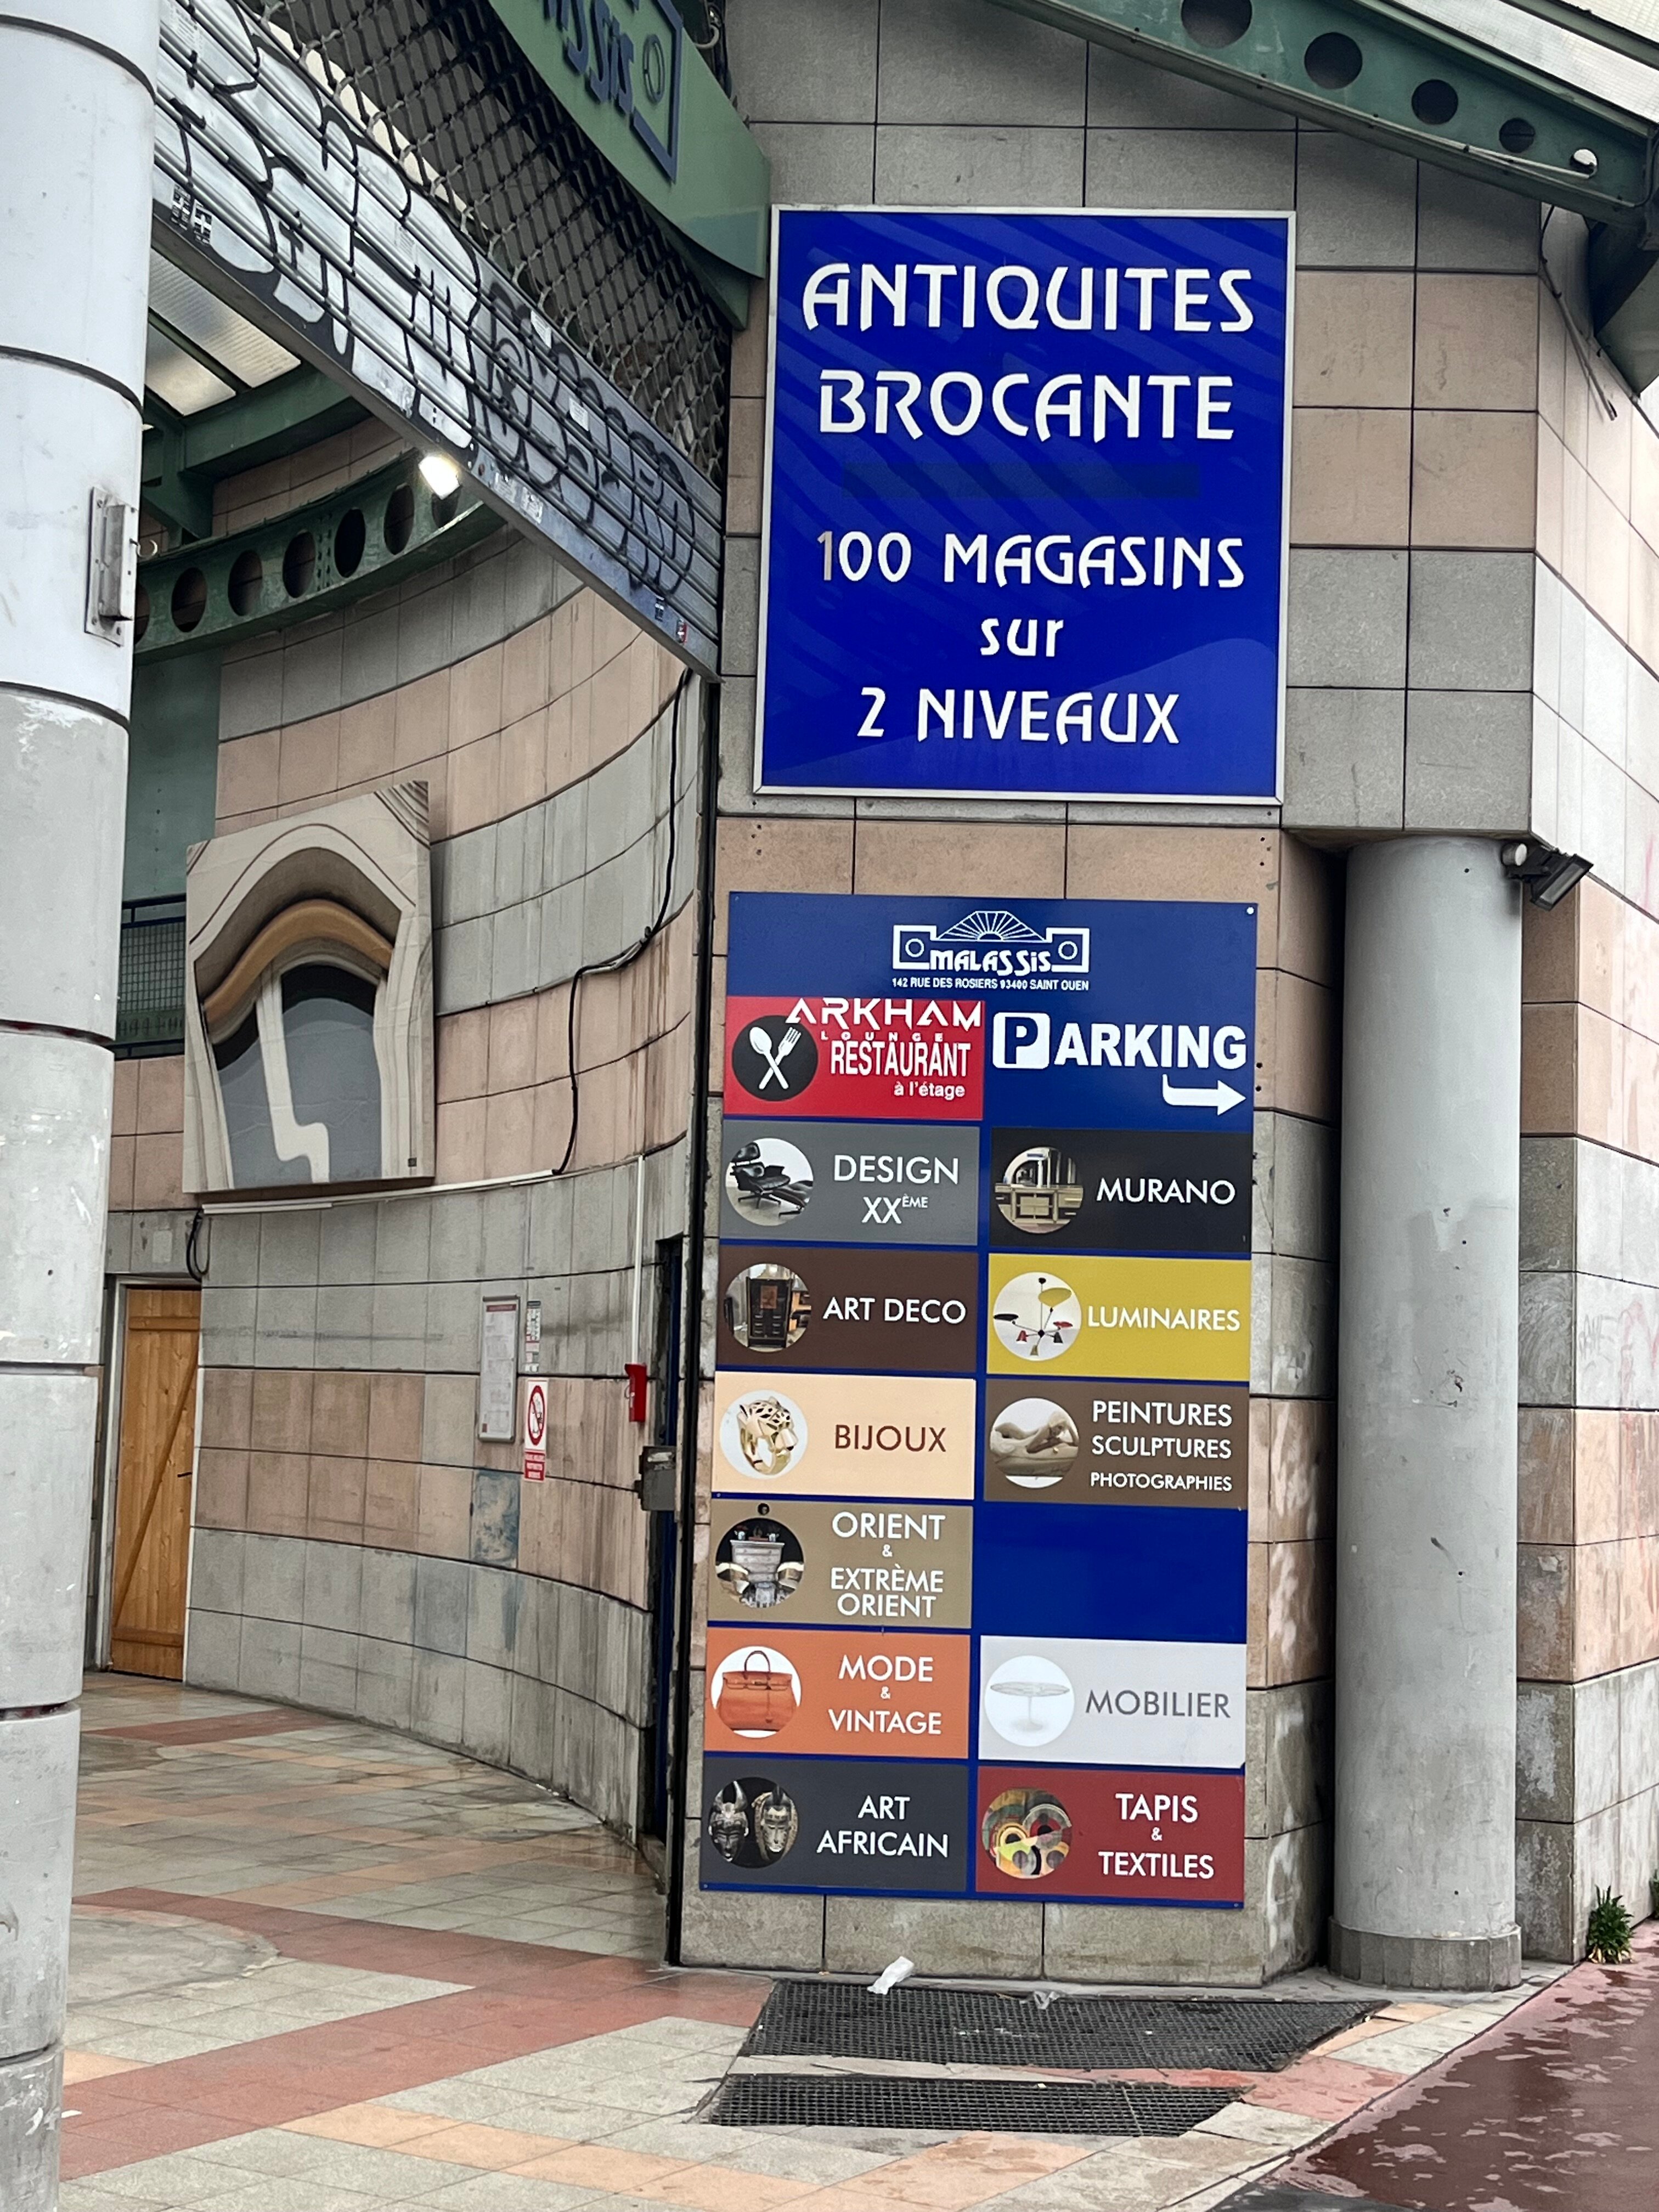 ANTIQUITES
BROCANTE
100 MAGASINS
sur
2 NIVEAUX
MALASSiS
142 RUE DES ROSIERS 93400 SAINT OUEN
ARKHAM
LOUNGE
RESTAURANT
à l'étage
PARKING
DESIGN
XXÈME
MURANO
ART DECO
LUMINAIRES
BIJOUX
PEINTURES
SCULPTURES
PHOTOGRAPHIES
ORIENT
&
EXTRÈME
ORIENT
MODE
&
VINTAGE
MOBILIER
ART
AFRICAIN
TAPIS
&
TEXTILES